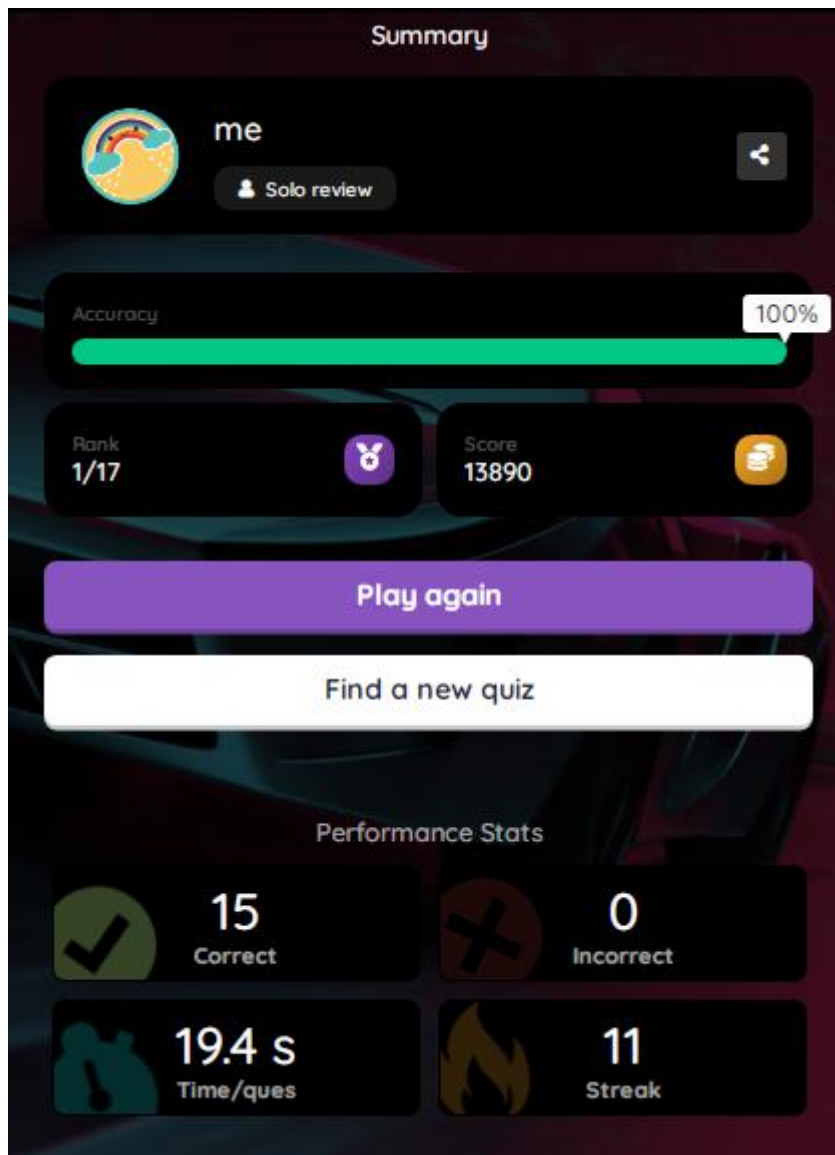 Summary
me
Solo review
Accuracy
100%
Rank
1/17
Score
13890
Play again
Find a new quiz
Performance Stats
15
Correct
0
Incorrect
19.4 s
Time/ques
11
Streak